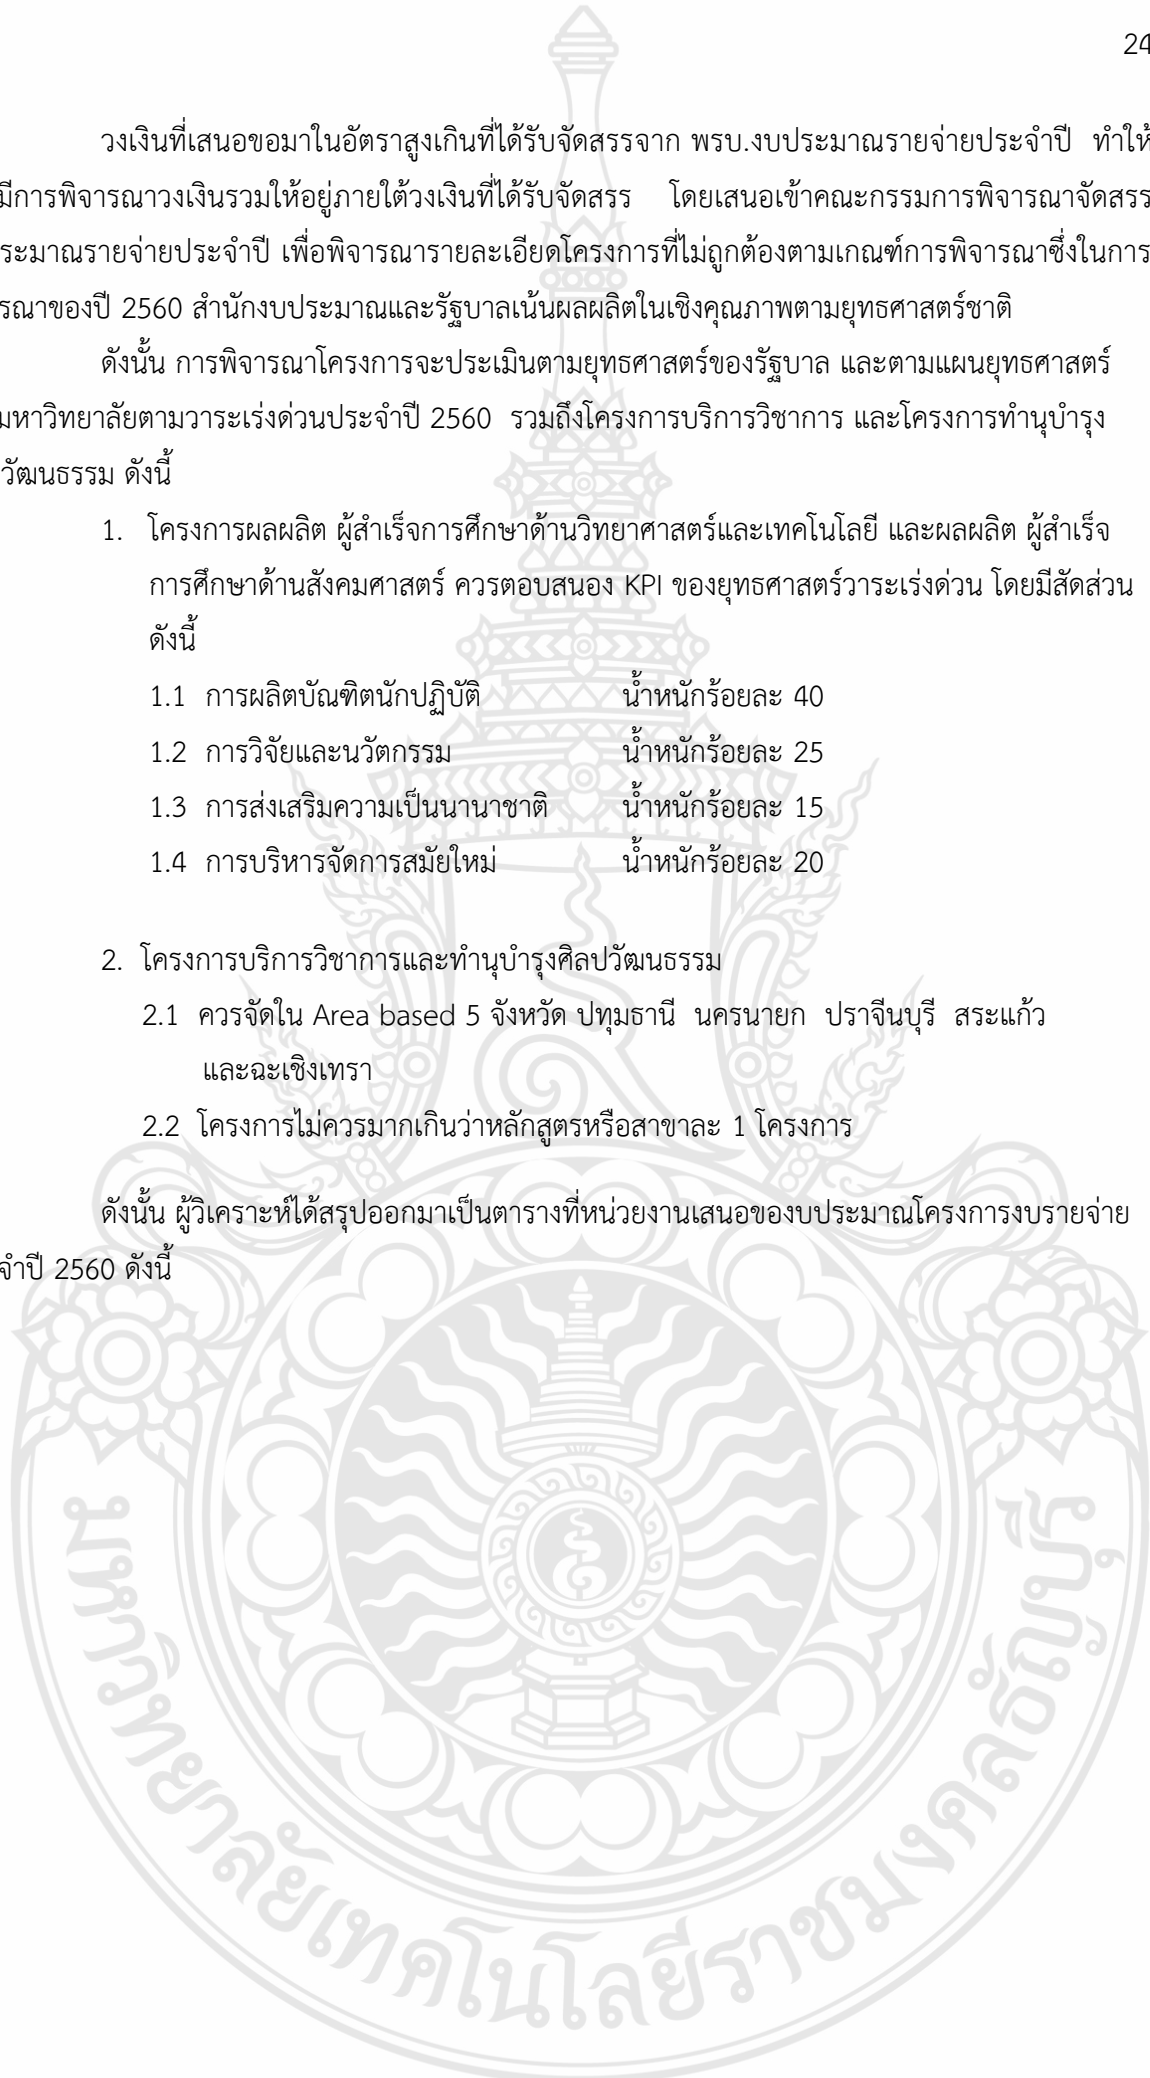 24
วงเงินที่เสนอขอมาในอัตราสูงเกินที่ได้รับจัดสรรจาก พรบ.งบประมาณรายจ่ายประจำปี ทำให้
มีการพิจารณาวงเงินรวมให้อยู่ภายใต้วงเงินที่ได้รับจัดสรร โดยเสนอเข้าคณะกรรมการพิจารณาจัดสรร
ระมาณรายจ่ายประจำปี เพื่อพิจารณารายละเอียดโครงการที่ไม่ถูกต้องตามเกณฑ์การพิจารณาซึ่งในการ
รณาของปี 2560 สำนักงบประมาณและรัฐบาลเน้นผลผลิตในเชิงคุณภาพตามยุทธศาสตร์ชาติ
ดังนั้น การพิจารณาโครงการจะประเมินตามยุทธศาสตร์ของรัฐบาล และตามแผนยุทธศาสตร์
มหาวิทยาลัยตามวาระเร่งด่วนประจำปี 2560 รวมถึงโครงการบริการวิชาการ และโครงการทำนุบำรุง
วัฒนธรรม ดังนี้
1. โครงการผลผลิต ผู้สำเร็จการศึกษาด้านวิทยาศาสตร์และเทคโนโลยี และผลผลิต ผู้สำเร็จ
การศึกษาด้านสังคมศาสตร์ ควรตอบสนอง KPI ของยุทธศาสตร์วาระเร่งด่วน โดยมีสัดส่วน
ดังนี้
1.1 การผลิตบัณฑิตนักปฏิบัติ น้ำหนักร้อยละ 40
1.2 การวิจัยและนวัตกรรม น้ำหนักร้อยละ 25
1.3 การส่งเสริมความเป็นนานาชาติ น้ำหนักร้อยละ 15
1.4 การบริหารจัดการสมัยใหม่ น้ำหนักร้อยละ 20
2. โครงการบริการวิชาการและทำนุบำรุงศิลปวัฒนธรรม
2.1 ควรจัดใน Area based 5 จังหวัด ปทุมธานี นครนายก ปราจีนบุรี สระแก้ว
และฉะเชิงเทรา
2.2 โครงการไม่ควรมากเกินว่าหลักสูตรหรือสาขาละ 1 โครงการ
ดังนั้น ผู้วิเคราะห์ได้สรุปออกมาเป็นตารางที่หน่วยงานเสนอของบประมาณโครงการงบรายจ่าย
จำปี 2560 ดังนี้
มหาวิทยาลัยเทคโนโลยีราชมงคลธัญบุรี